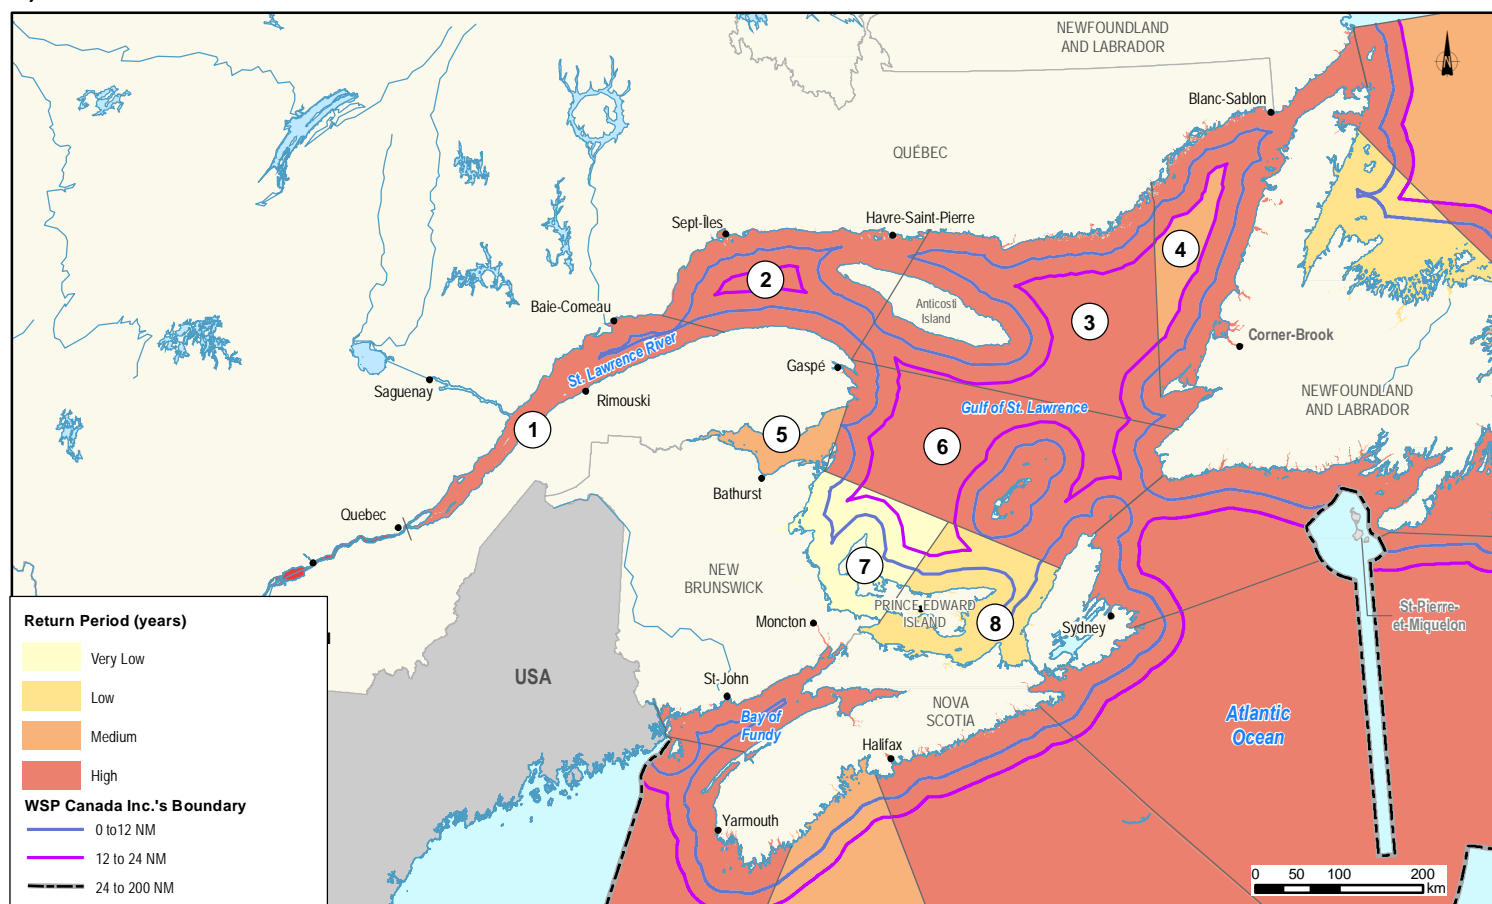 NEWFOUNDLAND
AND LABRADOR
Blanc-Sablon
QUÉBEC
Sept-Îles
Havre-Saint-Pierre
4
2
Anticosti
Island
Baie-Comeau
3
Corner-Brook
St. Lawrence River
Gaspé
Saguenay
Rimouski
NEWFOUNDLAND
AND LABRADOR
Gulf of St. Lawrence
1
5
6
Bathurst
Quebec
7
NEW
BRUNSWICK
PRINCE EDWARD
ISLAND
Moncton
8
Sydney
St-Pierre-
et-Miquelon
USA
St-John
NOVA
SCOTIA
Bay of
Fundy
Atlantic
Ocean
Halifax
Yarmouth
Return Period (years)
Very Low
Low
Medium
High
WSP Canada Inc.'s Boundary
0 to12 NM
12 to 24 NM
24 to 200 NM
0 50 100 200
km